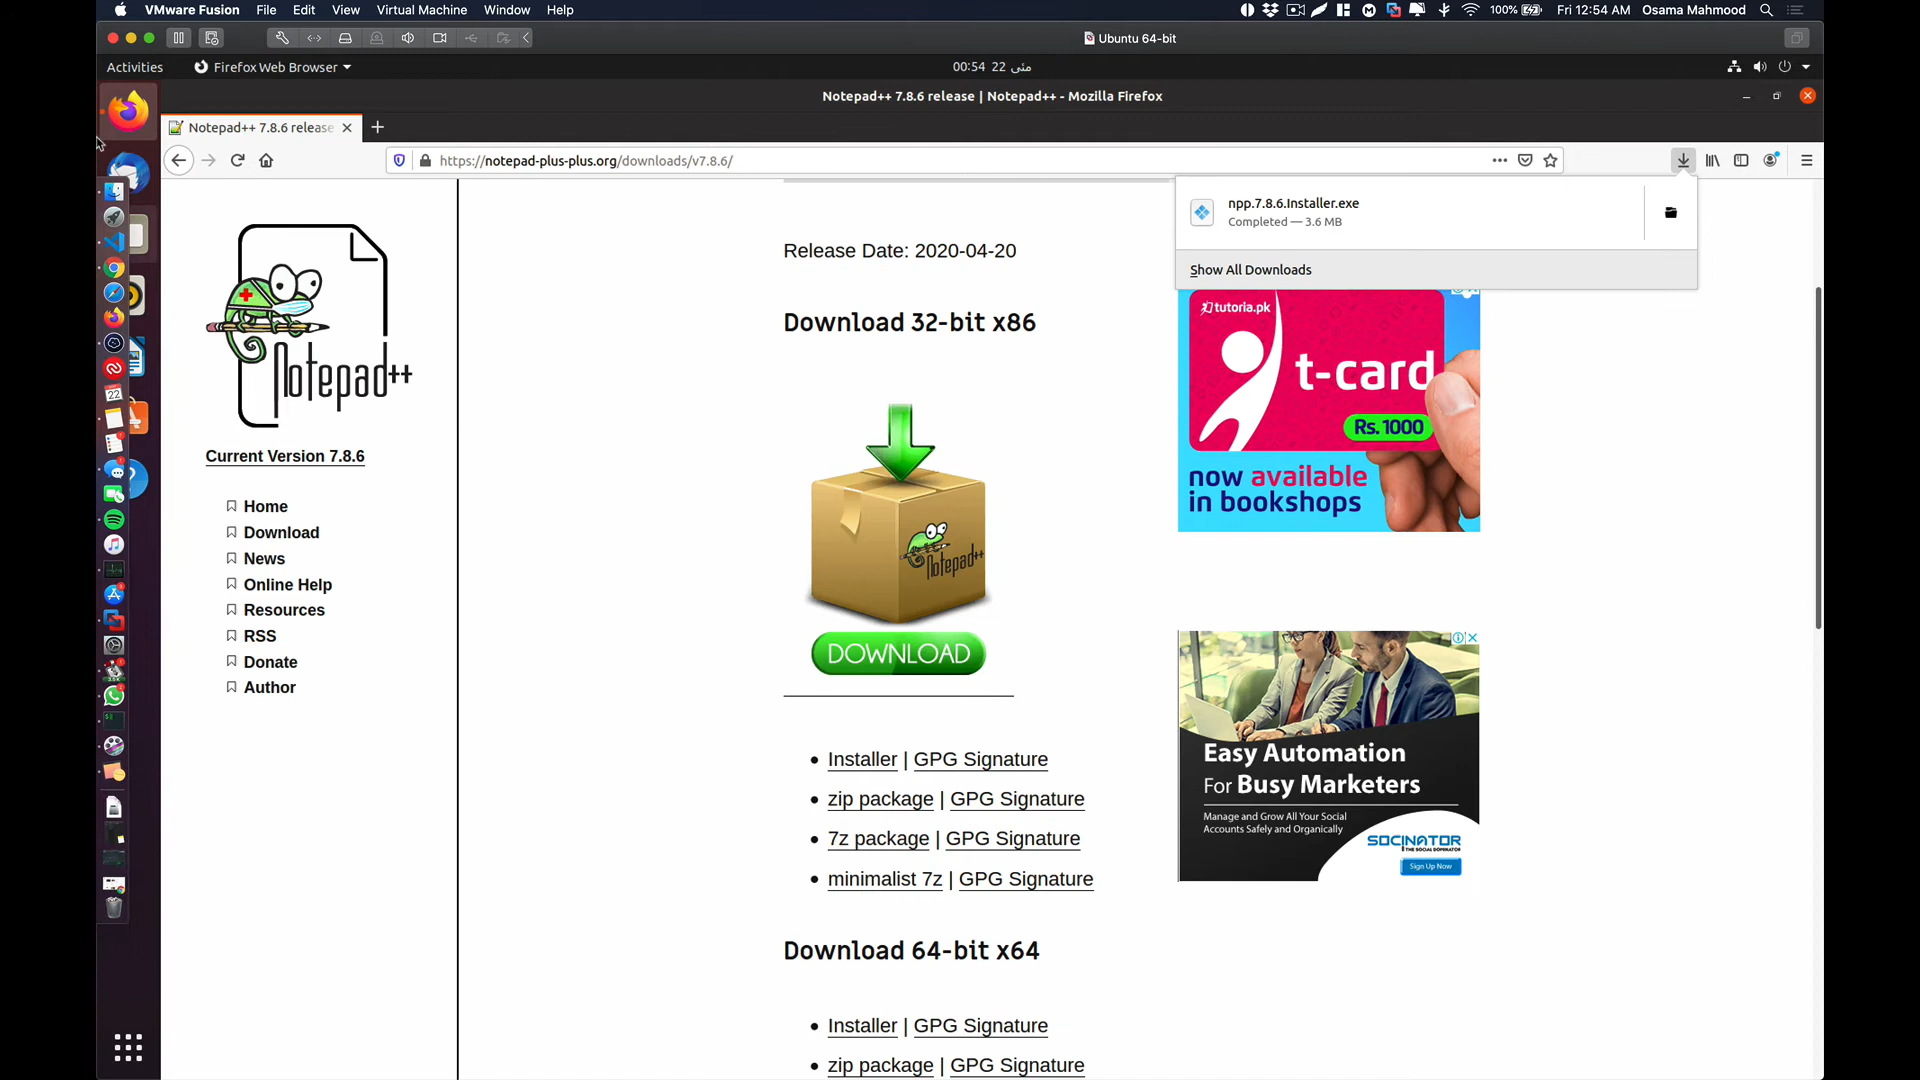 VMware Fusion File Edit View Virtual Machine Window Help 100% Fri 12:54 AM Osama Mahmood
Ubuntu 64-bit
Activities Firefox Web Browser 00:54 22 مئی
Notepad++ 7.8.6 release | Notepad++ - Mozilla Firefox
Notepad++ 7.8.6 release
https://notepad-plus-plus.org/downloads/v7.8.6/
npp.7.8.6.Installer.exe
Completed — 3.6 MB
Show All Downloads
Notepad++
Current Version 7.8.6
Home
Download
News
Online Help
Resources
RSS
Donate
Author
Release Date: 2020-04-20
Download 32-bit x86
Notepad++
DOWNLOAD
Installer | GPG Signature
zip package | GPG Signature
7z package | GPG Signature
minimalist 7z | GPG Signature
Download 64-bit x64
Installer | GPG Signature
zip package | GPG Signature
tutoria.pk
t-card
Rs. 1000
now available
in bookshops
Easy Automation
For Busy Marketers
Manage and Grow All Your Social
Accounts Safely and Organically
SOCINATOR
THE SOCIAL DOMINATOR
Sign Up Now
22